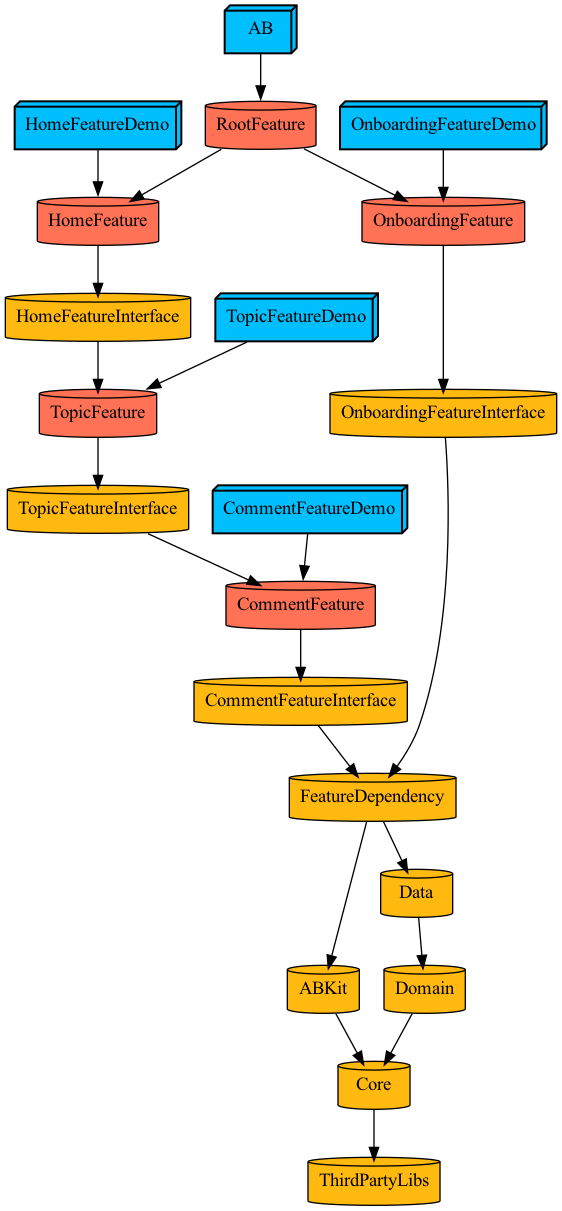 AB
HomeFeatureDemo
RootFeature
OnboardingFeatureDemo
HomeFeature
OnboardingFeature
HomeFeatureInterface
TopicFeatureDemo
TopicFeature
OnboardingFeatureInterface
TopicFeatureInterface
CommentFeatureDemo
CommentFeature
CommentFeatureInterface
FeatureDependency
Data
ABKit
Domain
Core
ThirdPartyLibs